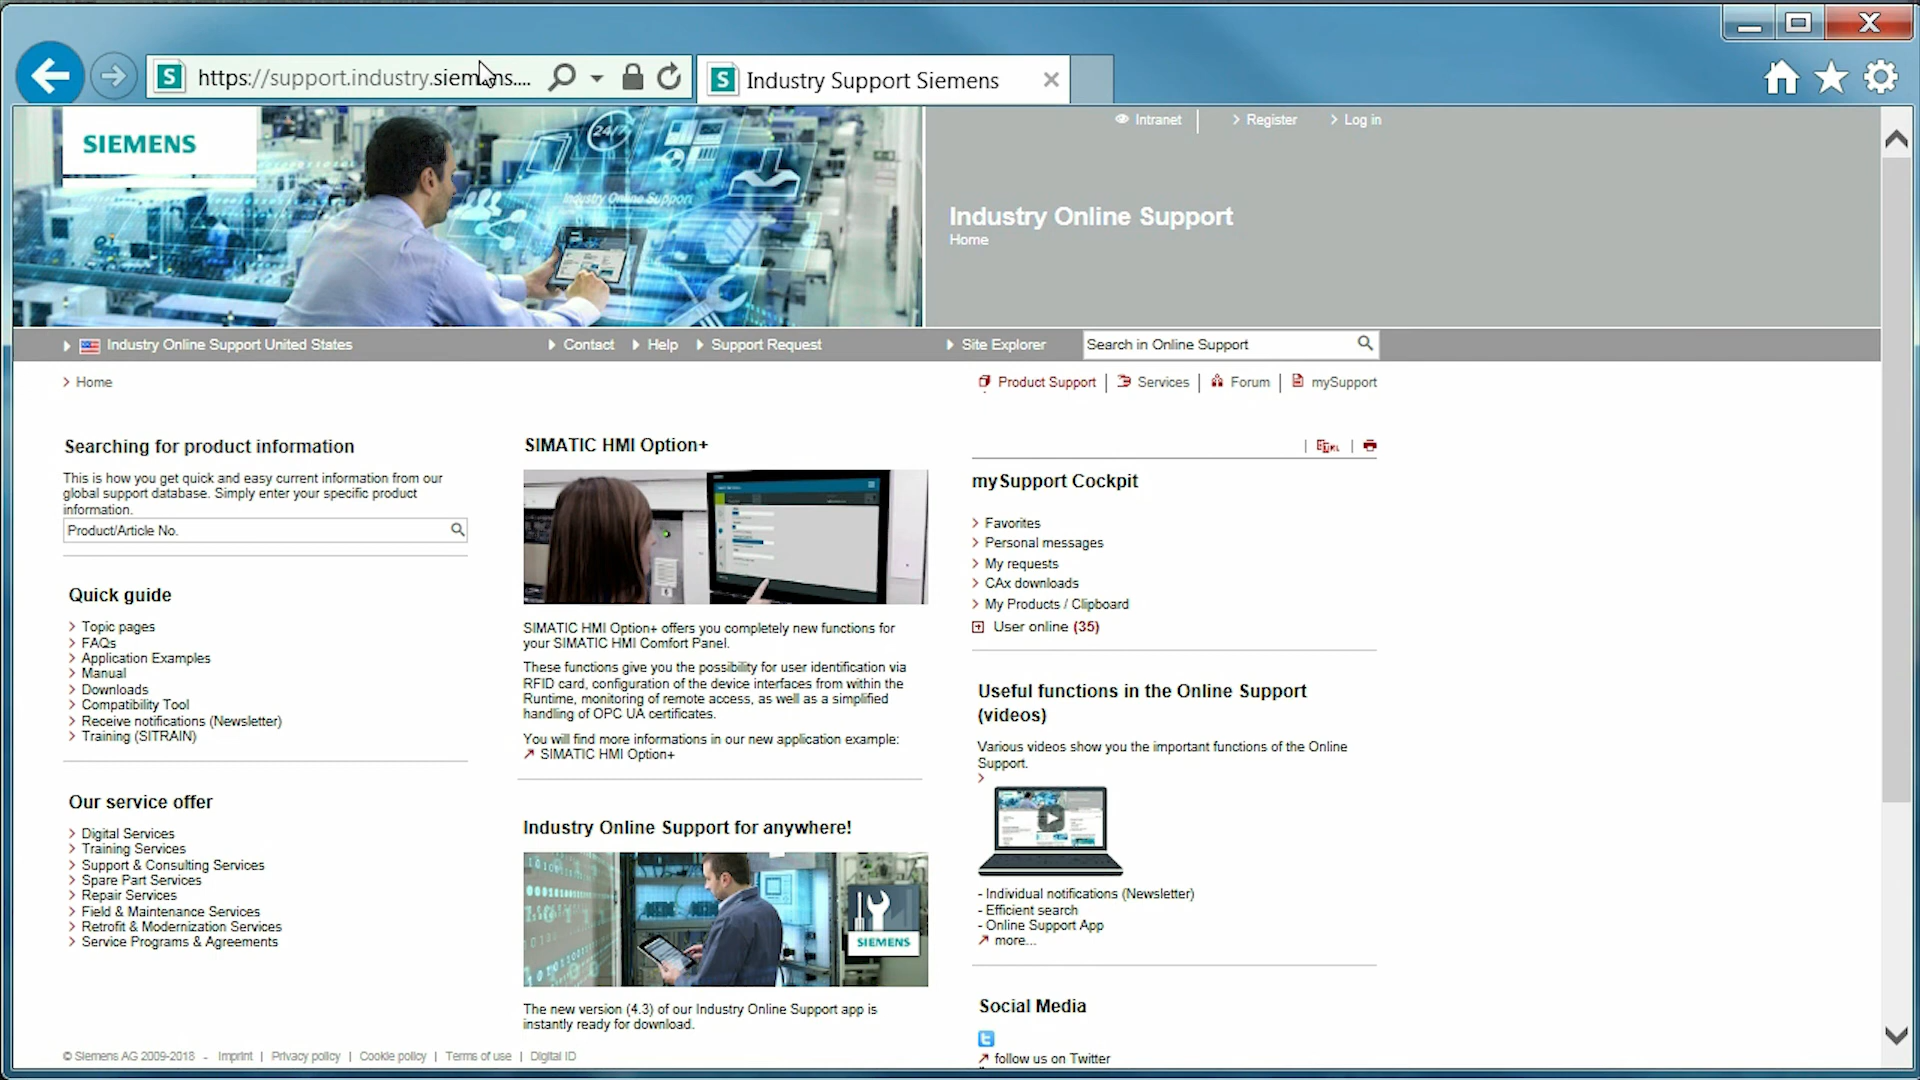 https://support.industry.siemens....
Industry Support Siemens
SIEMENS
24/7
Industry Online Support
Intranet
Register
Log in
Industry Online Support
Home
Industry Online Support United States
Contact
Help
Support Request
Site Explorer
Search in Online Support
Home
Product Support
Services
Forum
mySupport
Searching for product information
This is how you get quick and easy current information from our
global support database. Simply enter your specific product
information.
Product/Article No.
Quick guide
Topic pages
FAQs
Application Examples
Manual
Downloads
Compatibility Tool
Receive notifications (Newsletter)
Training (SITRAIN)
Our service offer
Digital Services
Training Services
Support & Consulting Services
Spare Part Services
Repair Services
Field & Maintenance Services
Retrofit & Modernization Services
Service Programs & Agreements
SIMATIC HMI Option+
SIMATIC HMI Option+ offers you completely new functions for
your SIMATIC HMI Comfort Panel.
These functions give you the possibility for user identification via
RFID card, configuration of the device interfaces from within the
Runtime, monitoring of remote access, as well as a simplified
handling of OPC UA certificates.
You will find more informations in our new application example:
SIMATIC HMI Option+
Industry Online Support for anywhere!
SIEMENS
The new version (4.3) of our Industry Online Support app is
instantly ready for download.
mySupport Cockpit
Favorites
Personal messages
My requests
CAx downloads
My Products / Clipboard
User online (35)
Useful functions in the Online Support
(videos)
Various videos show you the important functions of the Online
Support.
- Individual notifications (Newsletter)
- Efficient search
- Online Support App
more...
Social Media
follow us on Twitter
© Siemens AG 2009-2018 - Imprint | Privacy policy | Cookie policy | Terms of use | Digital ID